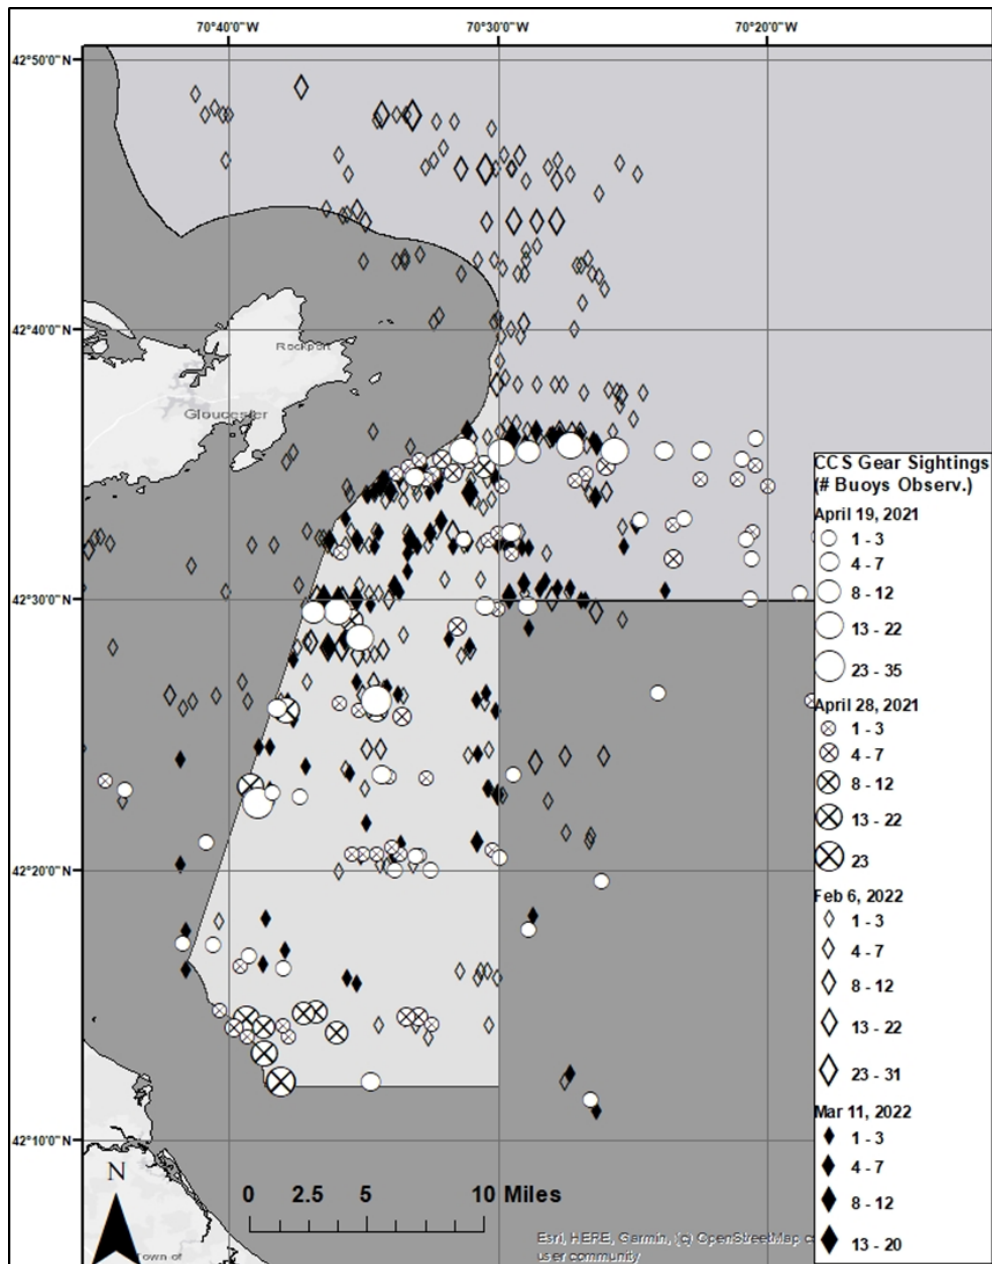 70°40'0"W 70°30'0"W 70°20'0"W
42°50'0"N
42°40'0"N
Rockport
Gloucester
CCS Gear Sightings
(# Buoys Observ.)
April 19, 2021
1 - 3
4 - 7
8 - 12
13 - 22
23 - 35
42°30'0"N
April 28, 2021
1 - 3
4 - 7
8 - 12
13 - 22
23
42°20'0"N
Feb 6, 2022
1 - 3
4 - 7
8 - 12
13 - 22
23 - 31
Mar 11, 2022
1 - 3
4 - 7
8 - 12
13 - 20
42°10'0"N
N
0 2.5 5 10 Miles
Town of
Esri, HERE, Garmin, (c) OpenStreetMap
user community